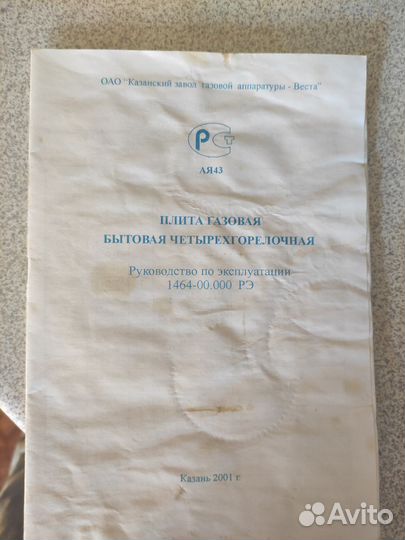 ОАО "Казанский завод газовой аппаратуры - Веста"
РСТ
АЯ43
ПЛИТА ГАЗОВАЯ
БЫТОВАЯ ЧЕТЫРЕХГОРЕЛОЧНАЯ
Руководство по эксплуатации
1464-00.000 РЭ
Казань 2001 г.
Avito